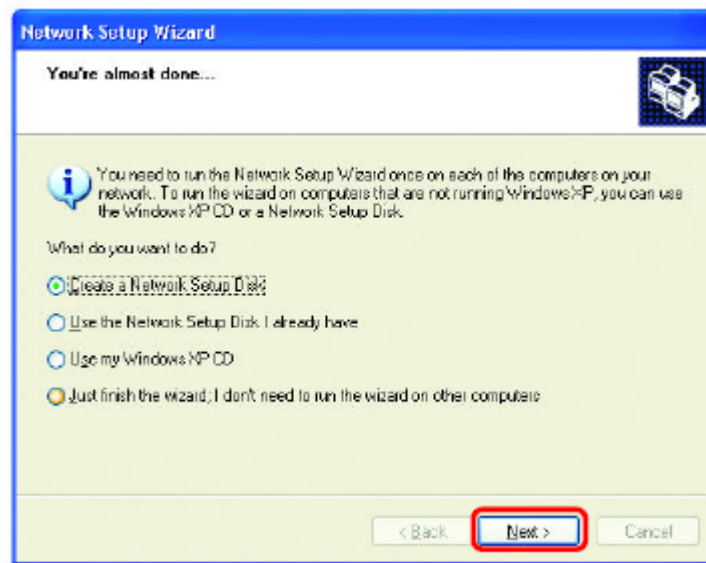 Network Setup Wizard
You're almost done...
You need to run the Network Setup Wizard once on each of the computers on your
network. To run the wizard on computers that are not running Windows XP, you can use
the Windows XP CD or a Network Setup Disk.
What do you want to do?
Create a Network Setup Disk
Use the Network Setup Disk I already have
Use my Windows XP CD
Just finish the wizard; I don't need to run the wizard on other computers
< Back
Next >
Cancel